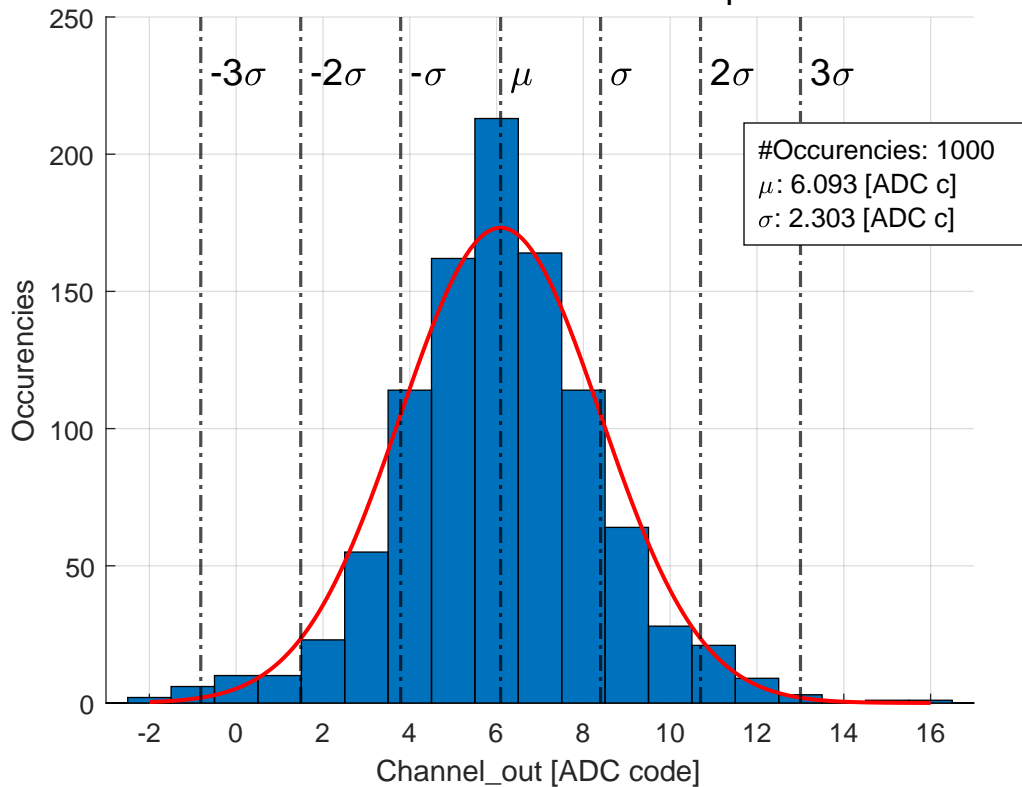 250
200
150
100
50
0
-3σ -2σ -σ μ σ 2σ 3σ
#Occurencies: 1000
μ: 6.093 [ADC c]
σ: 2.303 [ADC c]
Occurencies
-2 0 2 4 6 8 10 12 14 16
Channel_out [ADC code]